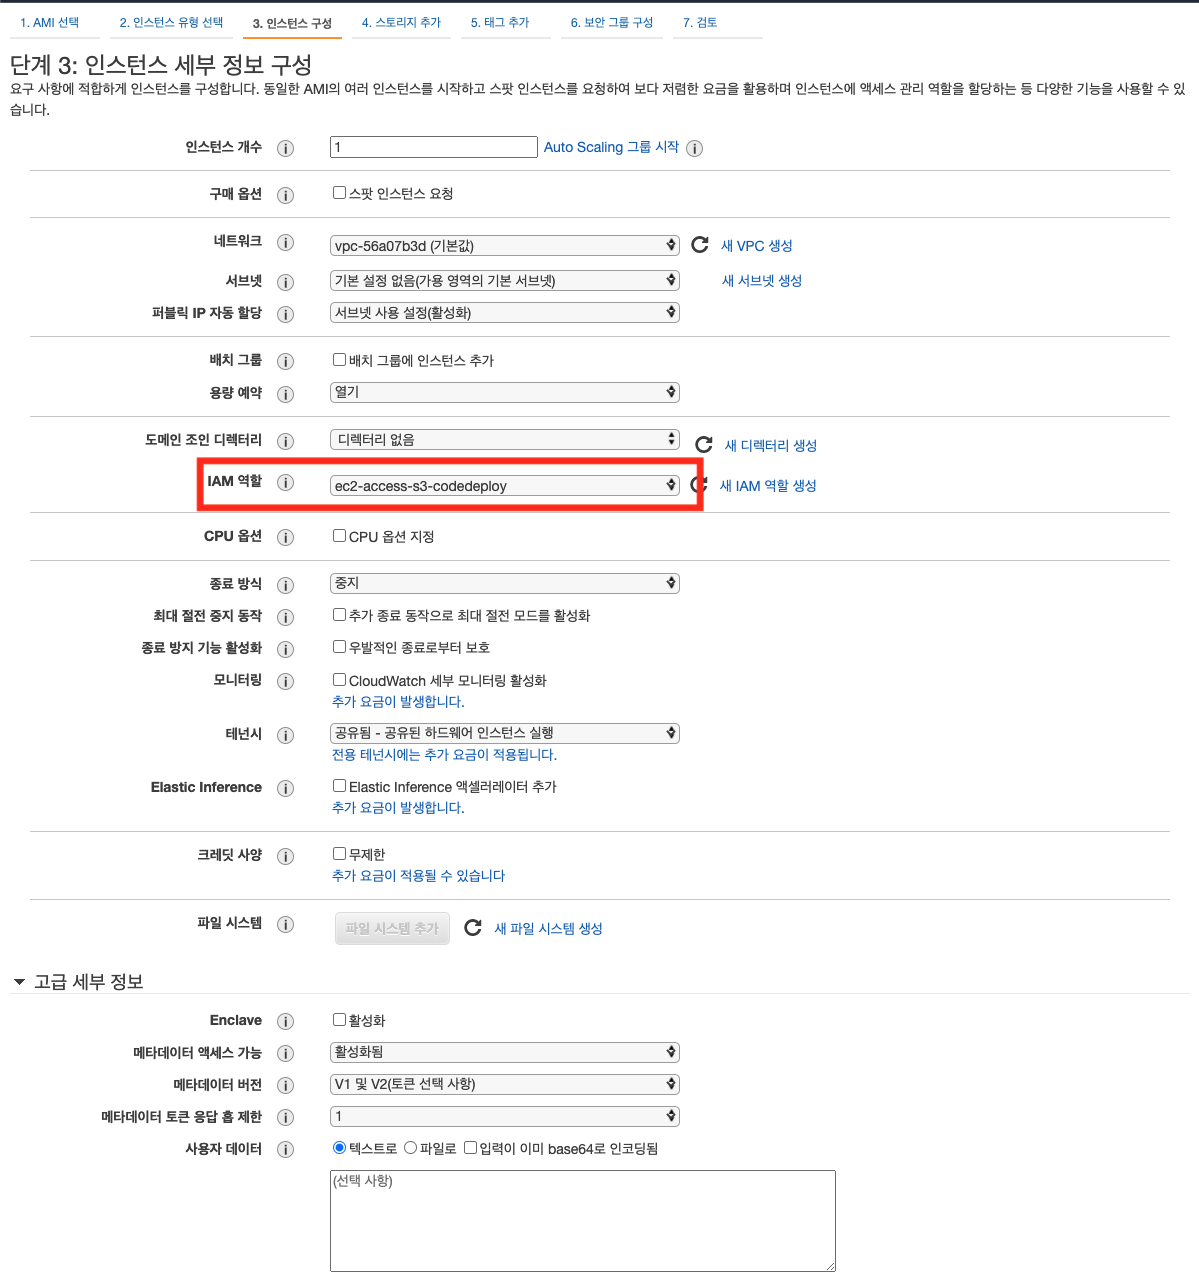 1. AMI 선택 2. 인스턴스 유형 선택 3. 인스턴스 구성 4. 스토리지 추가 5. 태그 추가 6. 보안 그룹 구성 7. 검토
단계 3: 인스턴스 세부 정보 구성
요구 사항에 적합하게 인스턴스를 구성합니다. 동일한 AMI의 여러 인스턴스를 시작하고 스팟 인스턴스를 요청하여 보다 저렴한 요금을 활용하며 인스턴스에 액세스 관리 역할을 할당하는 등 다양한 기능을 사용할 수 있
습니다.
인스턴스 개수 1 Auto Scaling 그룹 시작
구매 옵션 스팟 인스턴스 요청
네트워크 vpc-56a07b3d (기본값) 새 VPC 생성
서브넷 기본 설정 없음(가용 영역의 기본 서브넷) 새 서브넷 생성
퍼블릭 IP 자동 할당 서브넷 사용 설정(활성화)
배치 그룹 배치 그룹에 인스턴스 추가
용량 예약 열기
도메인 조인 디렉터리 디렉터리 없음 새 디렉터리 생성
IAM 역할 ec2-access-s3-codedeploy 새 IAM 역할 생성
CPU 옵션 CPU 옵션 지정
종료 방식 중지
최대 절전 중지 동작 추가 종료 동작으로 최대 절전 모드를 활성화
종료 방지 기능 활성화 우발적인 종료로부터 보호
모니터링 CloudWatch 세부 모니터링 활성화
추가 요금이 발생합니다.
테넌시 공유됨 - 공유된 하드웨어 인스턴스 실행
전용 테넌시에는 추가 요금이 적용됩니다.
Elastic Inference Elastic Inference 액셀러레이터 추가
추가 요금이 발생합니다.
크레딧 사양 무제한
추가 요금이 적용될 수 있습니다
파일 시스템 파일 시스템 추가 새 파일 시스템 생성
고급 세부 정보
Enclave 활성화
메타데이터 액세스 가능 활성화됨
메타데이터 버전 V1 및 V2(토큰 선택 사항)
메타데이터 토큰 응답 홉 제한 1
사용자 데이터 텍스트로 파일로 입력이 이미 base64로 인코딩됨
(선택 사항)